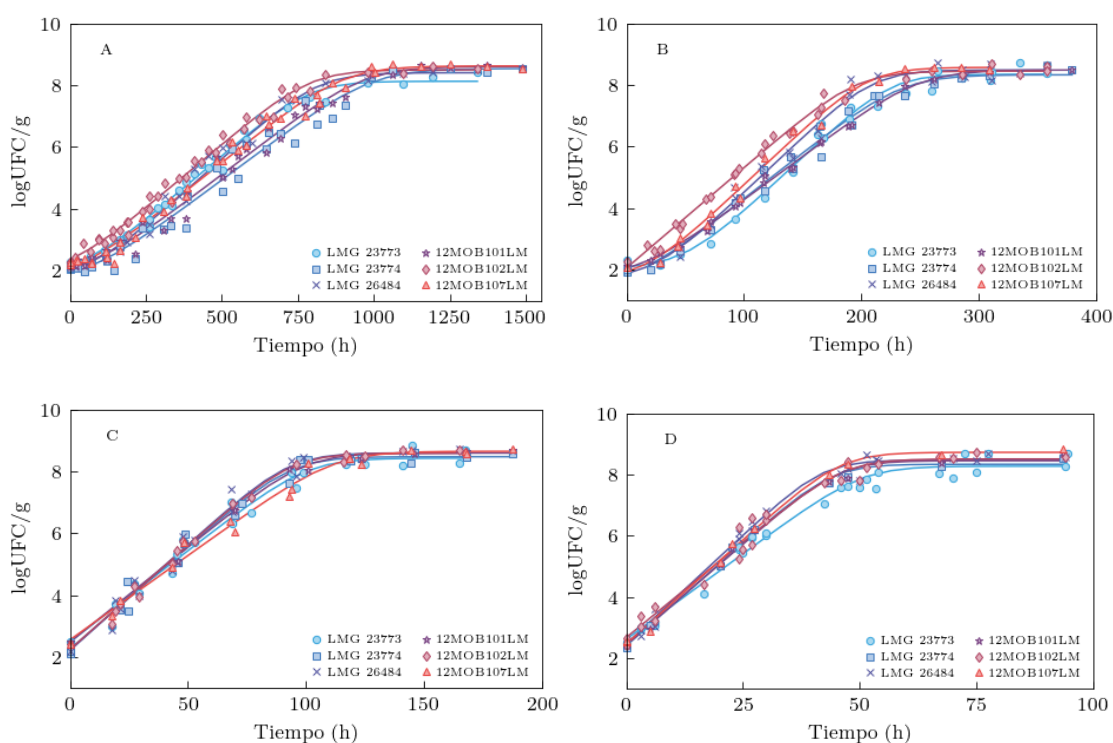 A
logUFC/g
10
8
6
4
2
LMG 23773
LMG 23774
LMG 26484
12MOB101LM
12MOB102LM
12MOB107LM
0 250 500 750 1000 1250 1500
Tiempo (h)
B
logUFC/g
10
8
6
4
2
LMG 23773
LMG 23774
LMG 26484
12MOB101LM
12MOB102LM
12MOB107LM
0 100 200 300 400
Tiempo (h)
C
logUFC/g
10
8
6
4
2
LMG 23773
LMG 23774
LMG 26484
12MOB101LM
12MOB102LM
12MOB107LM
0 50 100 150 200
Tiempo (h)
D
logUFC/g
10
8
6
4
2
LMG 23773
LMG 23774
LMG 26484
12MOB101LM
12MOB102LM
12MOB107LM
0 25 50 75 100
Tiempo (h)